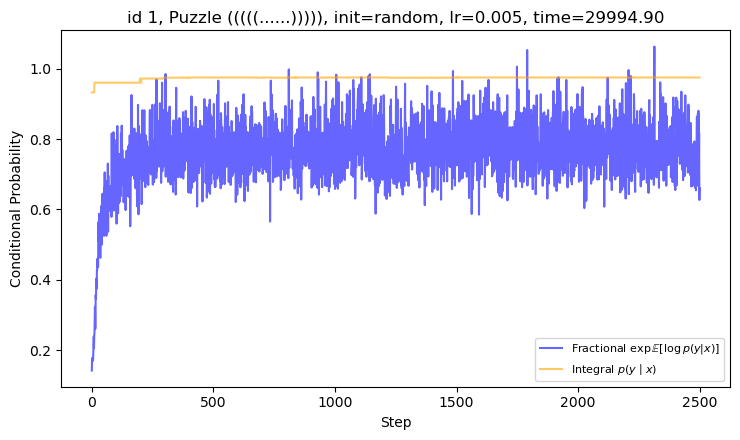 id 1, Puzzle (((((......))))), init=random, lr=0.005, time=29994.90
Conditional Probability
1.0
0.8
0.6
0.4
0.2
0
500
1000
1500
2000
2500
Step
Fractional exp 𝔼[log p(y|x)]
Integral p(y | x)